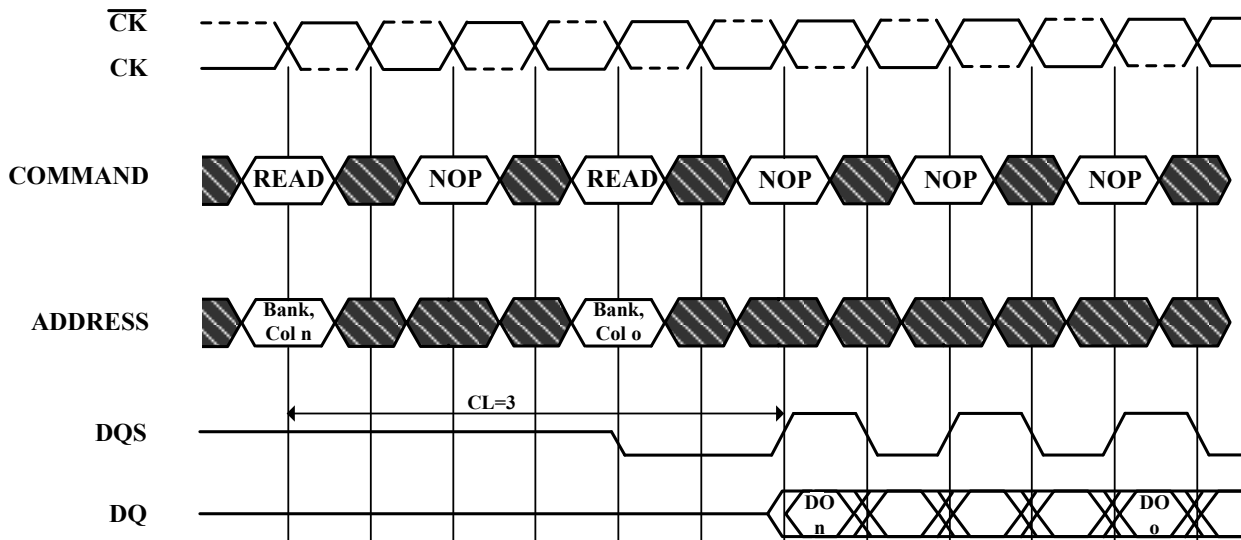 C̅K̅
CK
COMMAND
READ
NOP
READ
NOP
NOP
NOP
ADDRESS
Bank,
Col n
Bank,
Col o
CL=3
DQS
DQ
DO
n
DO
o